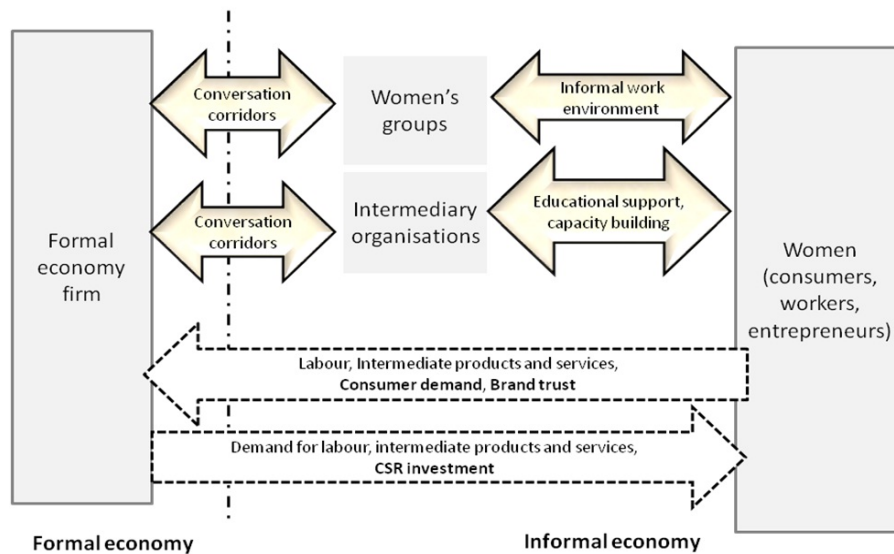 Formal
economy
firm
Conversation
corridors
Women's
groups
Informal work
environment
Conversation
corridors
Intermediary
organisations
Educational support,
capacity building
Women
(consumers,
workers,
entrepreneurs)
Labour, Intermediate products and services,
Consumer demand, Brand trust
Demand for labour, intermediate products and services,
CSR investment
Formal economy
Informal economy